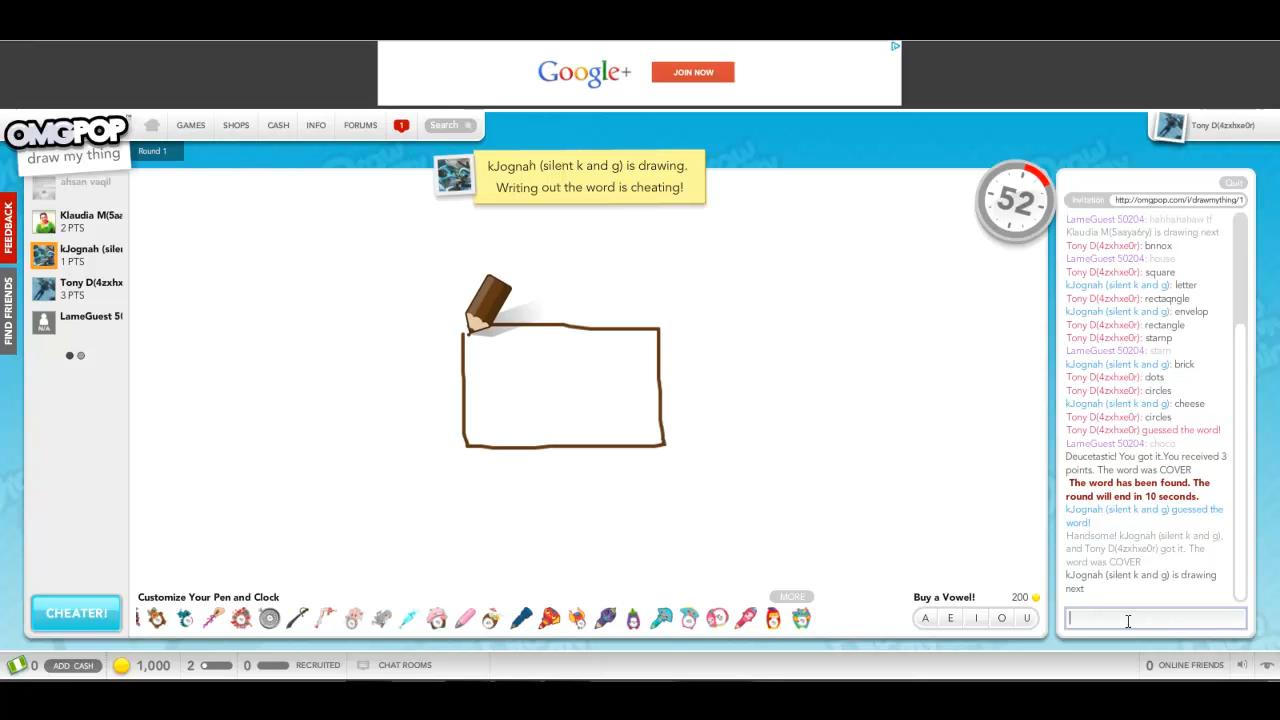 Google+
JOIN NOW
OMGPOP
draw my thing
GAMES
SHOPS
CASH
INFO
FORUMS
1
Search
Tony D(4zxhxe0r)
Round 1
kJognah (silent k and g) is drawing.
Writing out the word is cheating!
52
FEEDBACK
FIND FRIENDS
ahsan vaqil
Klaudia M(5aa
2 PTS
kJognah (siler
1 PTS
Tony D(4zxhx
3 PTS
LameGuest 50
N/A
CHEATER!
Quit
Invitation
http://omgpop.com/i/drawmything/1
LameGuest 50204: hahhahahaw lf
Klaudia M(5aaya6ry) is drawing next
Tony D(4zxhxe0r): bnnox
LameGuest 50204: house
Tony D(4zxhxe0r): square
kJognah (silent k and g): letter
Tony D(4zxhxe0r): rectaqngle
kJognah (silent k and g): envelop
Tony D(4zxhxe0r): rectangle
Tony D(4zxhxe0r): stamp
LameGuest 50204: starn
kJognah (silent k and g): brick
Tony D(4zxhxe0r): dots
Tony D(4zxhxe0r): circles
kJognah (silent k and g): cheese
Tony D(4zxhxe0r): circles
Tony D(4zxhxe0r) guessed the word!
LameGuest 50204: choco
Deucetastic! You got it.You received 3
points. The word was COVER
The word has been found. The
round will end in 10 seconds.
kJognah (silent k and g) guessed the
word!
Handsome! kJognah (silent k and g),
and Tony D(4zxhxe0r) got it. The
word was COVER
kJognah (silent k and g) is drawing
next
Customize Your Pen and Clock
MORE
Buy a Vowel!
200
A E I O U
0
ADD CASH
1,000
2
0
RECRUITED
CHAT ROOMS
0 ONLINE FRIENDS